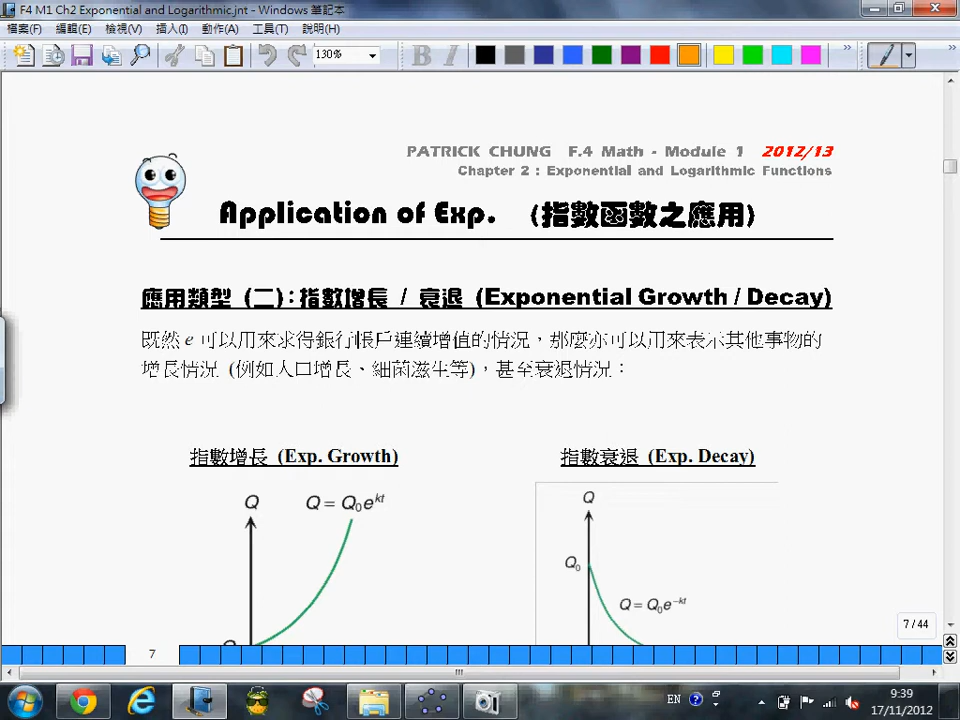 F4 M1 Ch2 Exponential and Logarithmic.jnt - Windows 筆記本
檔案(F) 編輯(E) 檢視(V) 插入(I) 動作(A) 工具(T) 說明(H)
130% B I
PATRICK CHUNG F.4 Math - Module 1 2012/13
Chapter 2 : Exponential and Logarithmic Functions
Application of Exp. (指數函數之應用)
應用類型 (二):指數增長 / 衰退 (Exponential Growth / Decay)
既然 e 可以用來求得銀行帳戶連續增值的情況，那麼亦可以用來表示其他事物的
增長情況 (例如人口增長、細菌滋生等)，甚至衰退情況：
指數增長 (Exp. Growth)
指數衰退 (Exp. Decay)
Q
Q = Q₀eᵏᵗ
Q
Q₀
Q = Q₀e⁻ᵏᵗ
7 / 44
7
EN
9:39
17/11/2012